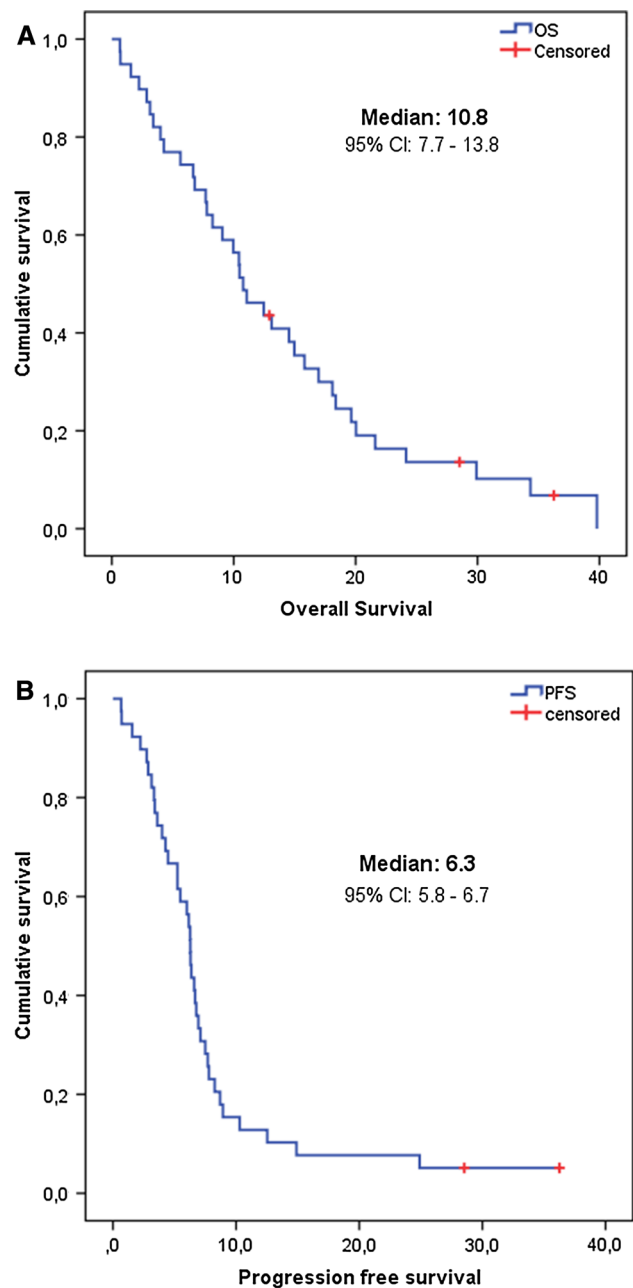 A
OS
Censored
Median: 10.8
95% CI: 7.7 - 13.8
1,0
0,8
0,6
0,4
0,2
0,0
Cumulative survival
0 10 20 30 40
Overall Survival
B
PFS
censored
Median: 6.3
95% CI: 5.8 - 6.7
1,0
0,8
0,6
0,4
0,2
0,0
Cumulative survival
,0 10,0 20,0 30,0 40,0
Progression free survival